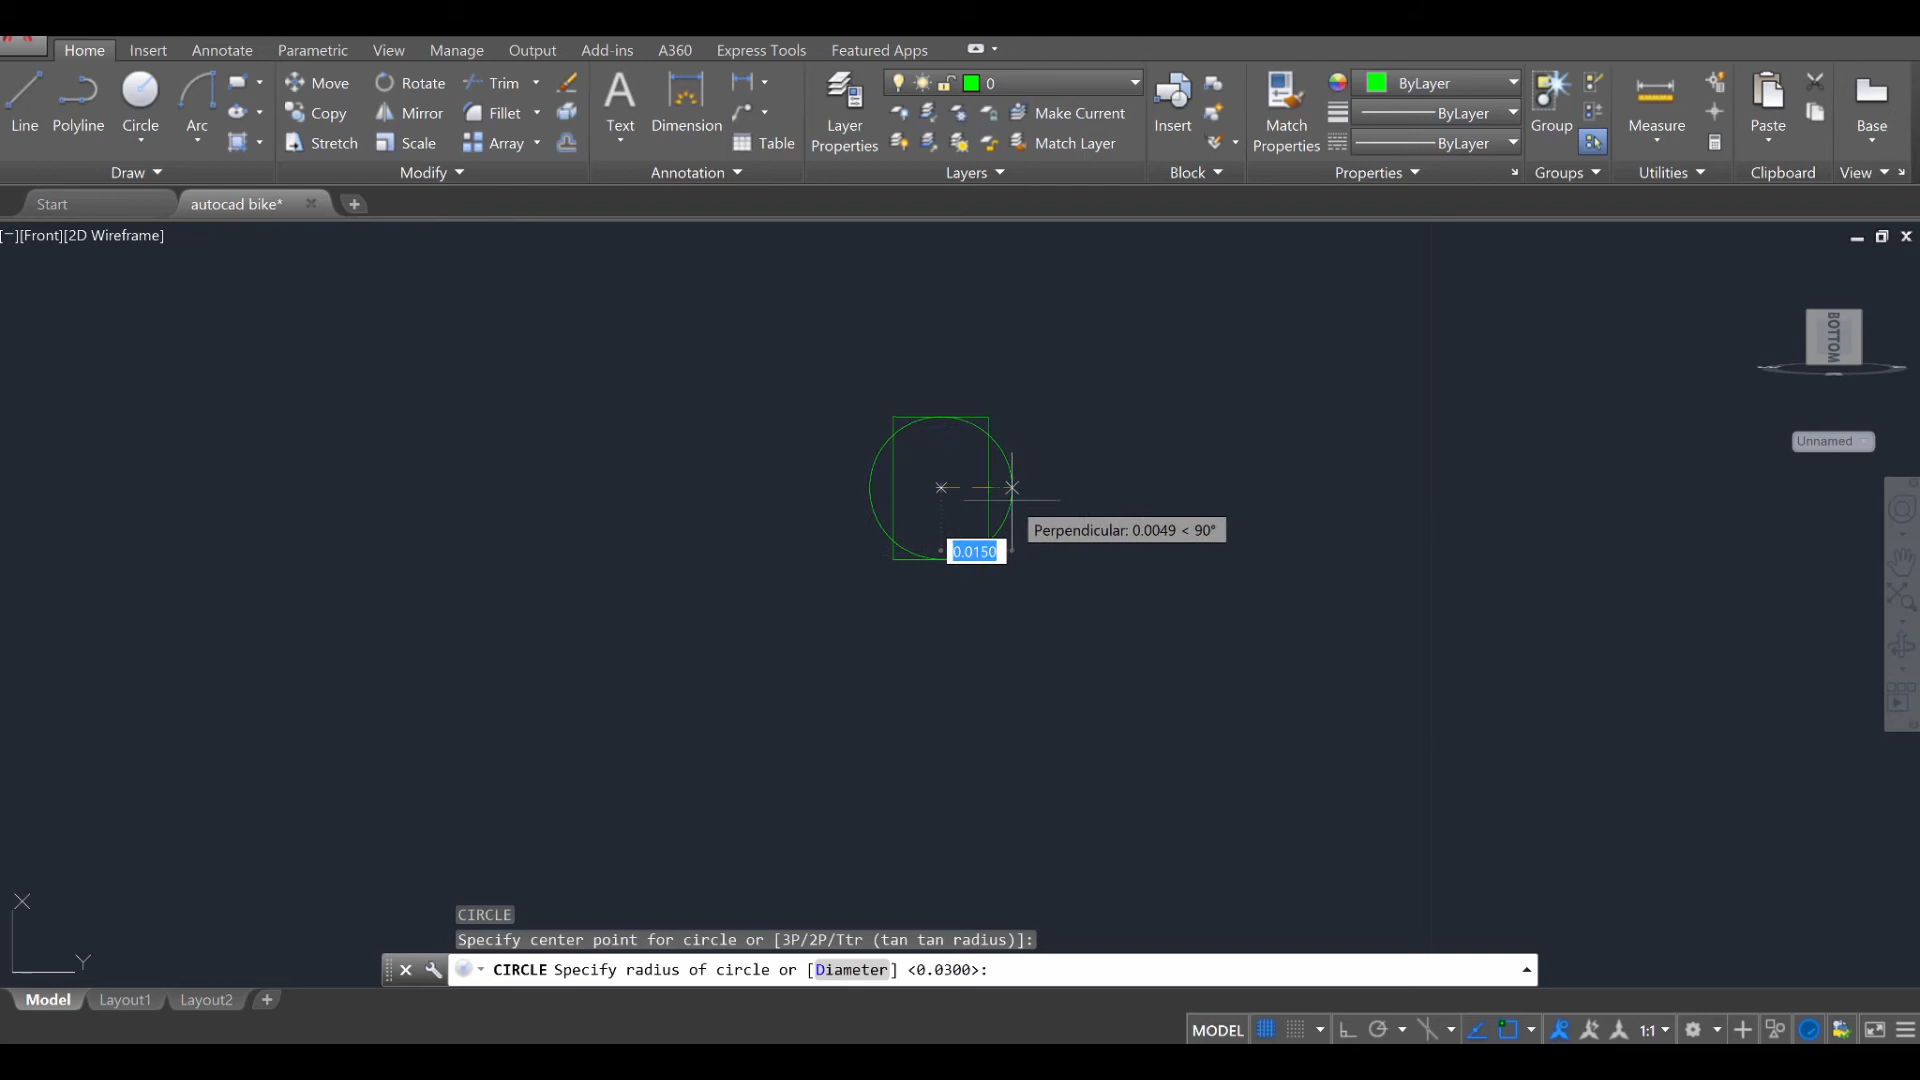 Home Insert Annotate Parametric View Manage Output Add-ins A360 Express Tools Featured Apps
Line Polyline Circle Arc
Move Rotate Trim
Copy Mirror Fillet
Stretch Scale Array
Text Dimension Table
Layer Properties
0
Make Current
Match Layer
Insert
Match Properties
ByLayer
ByLayer
ByLayer
Group
Measure
Paste
Base
Draw Modify Annotation Layers Block Properties Groups Utilities Clipboard View
Start autocad bike*
[−][Front][2D Wireframe]
BOTTOM
Unnamed
Perpendicular: 0.0049 < 90°
0.0150
X
Y
CIRCLE
Specify center point for circle or [3P/2P/Ttr (tan tan radius)]:
CIRCLE Specify radius of circle or [Diameter] <0.0300>:
Model Layout1 Layout2
MODEL 1:1